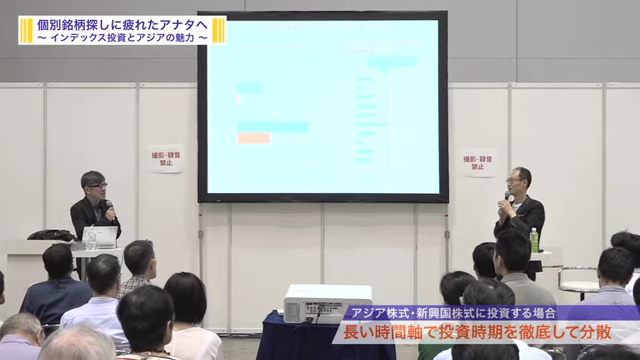 個別銘柄探しに疲れたアナタへ
～ インデックス投資とアジアの魅力 ～
撮影・録音
禁止
撮影・録音
禁止
アジア株式・新興国株式に投資する場合
長い時間軸で投資時期を徹底して分散